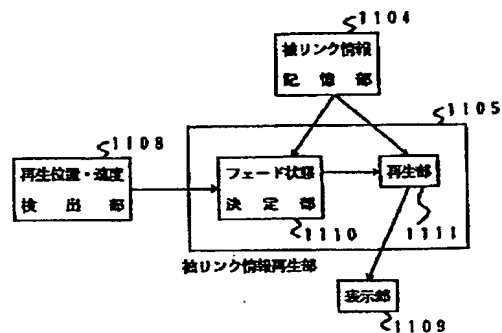 1104
被リンク情報
記憶部
1105
1108
再生位置・速度
検出部
フェード状態
決定部
再生部
1110
1111
被リンク情報再生部
表示部
1109